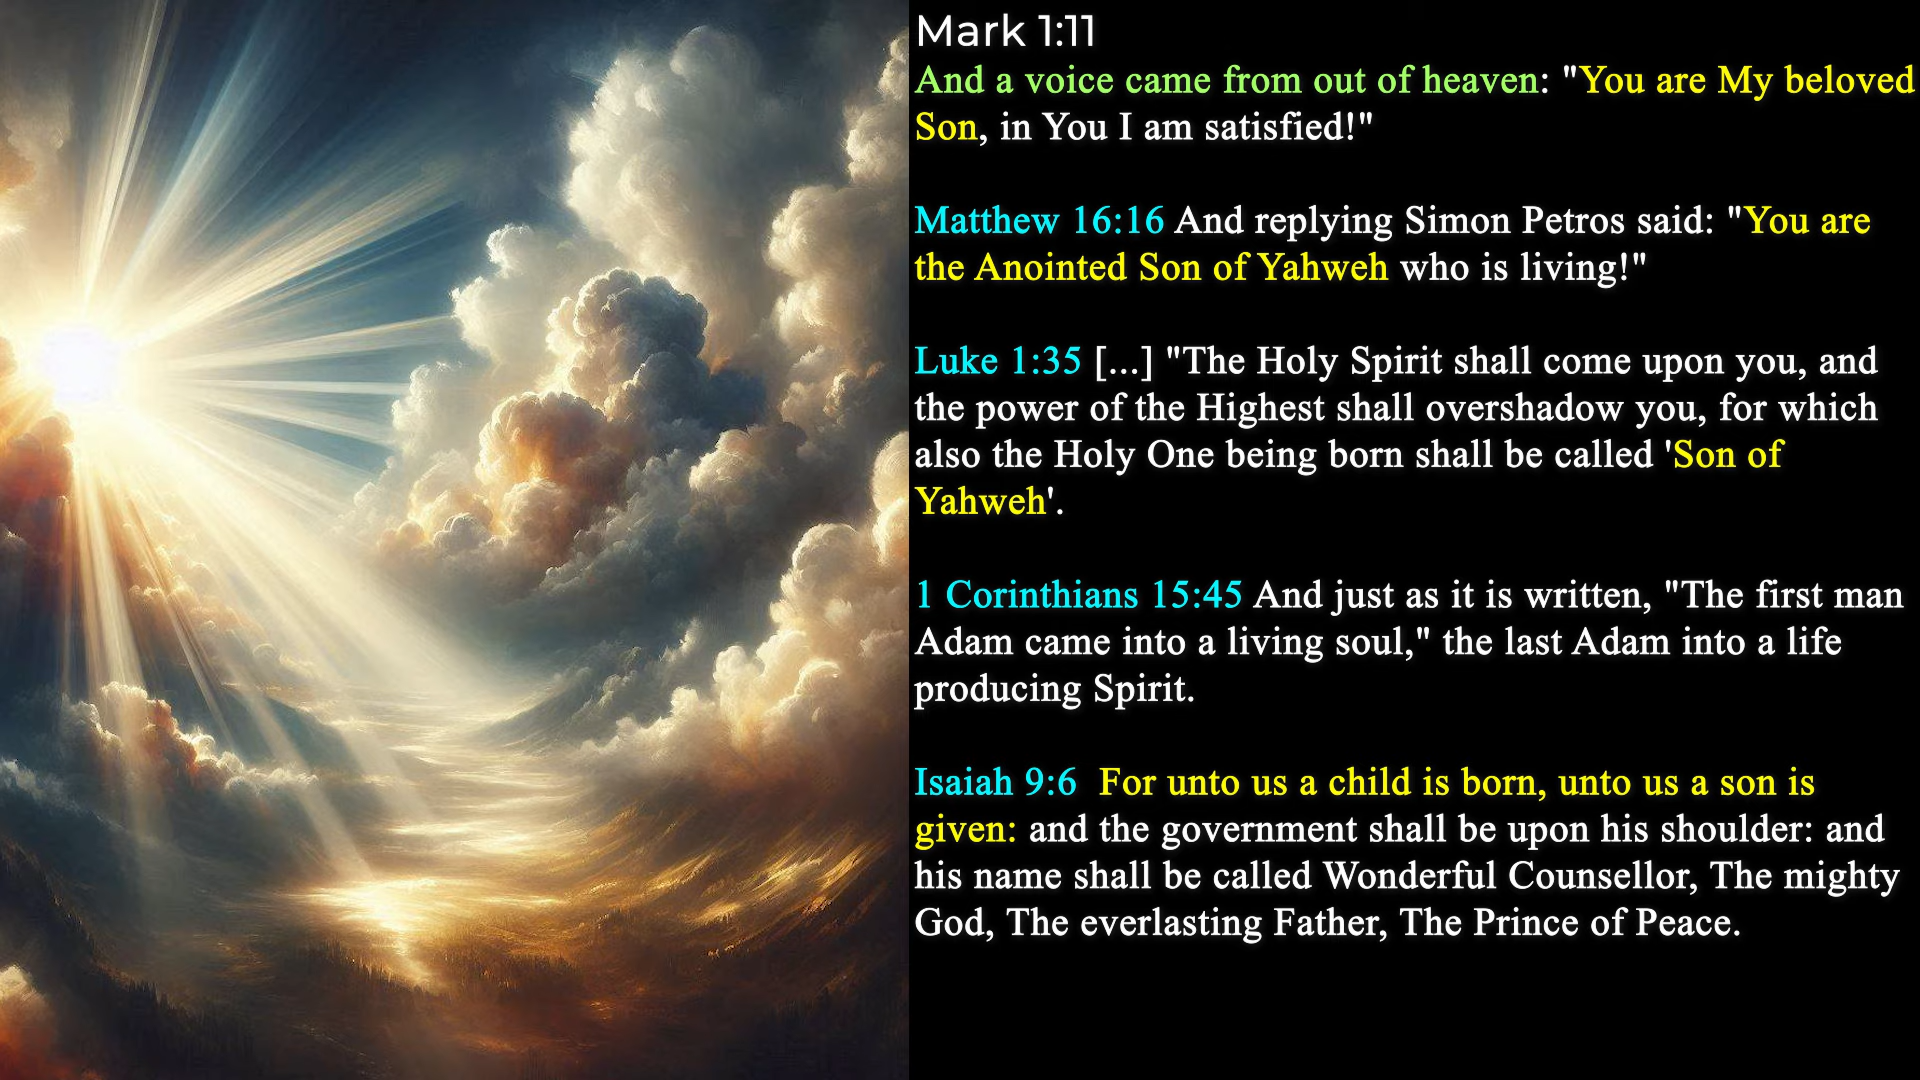 Mark 1:11
And a voice came from out of heaven: "You are My beloved
Son, in You I am satisfied!"
Matthew 16:16 And replying Simon Petros said: "You are
the Anointed Son of Yahweh who is living!"
Luke 1:35 [...] "The Holy Spirit shall come upon you, and
the power of the Highest shall overshadow you, for which
also the Holy One being born shall be called 'Son of
Yahweh'.
1 Corinthians 15:45 And just as it is written, "The first man
Adam came into a living soul," the last Adam into a life
producing Spirit.
Isaiah 9:6  For unto us a child is born, unto us a son is
given: and the government shall be upon his shoulder: and
his name shall be called Wonderful Counsellor, The mighty
God, The everlasting Father, The Prince of Peace.